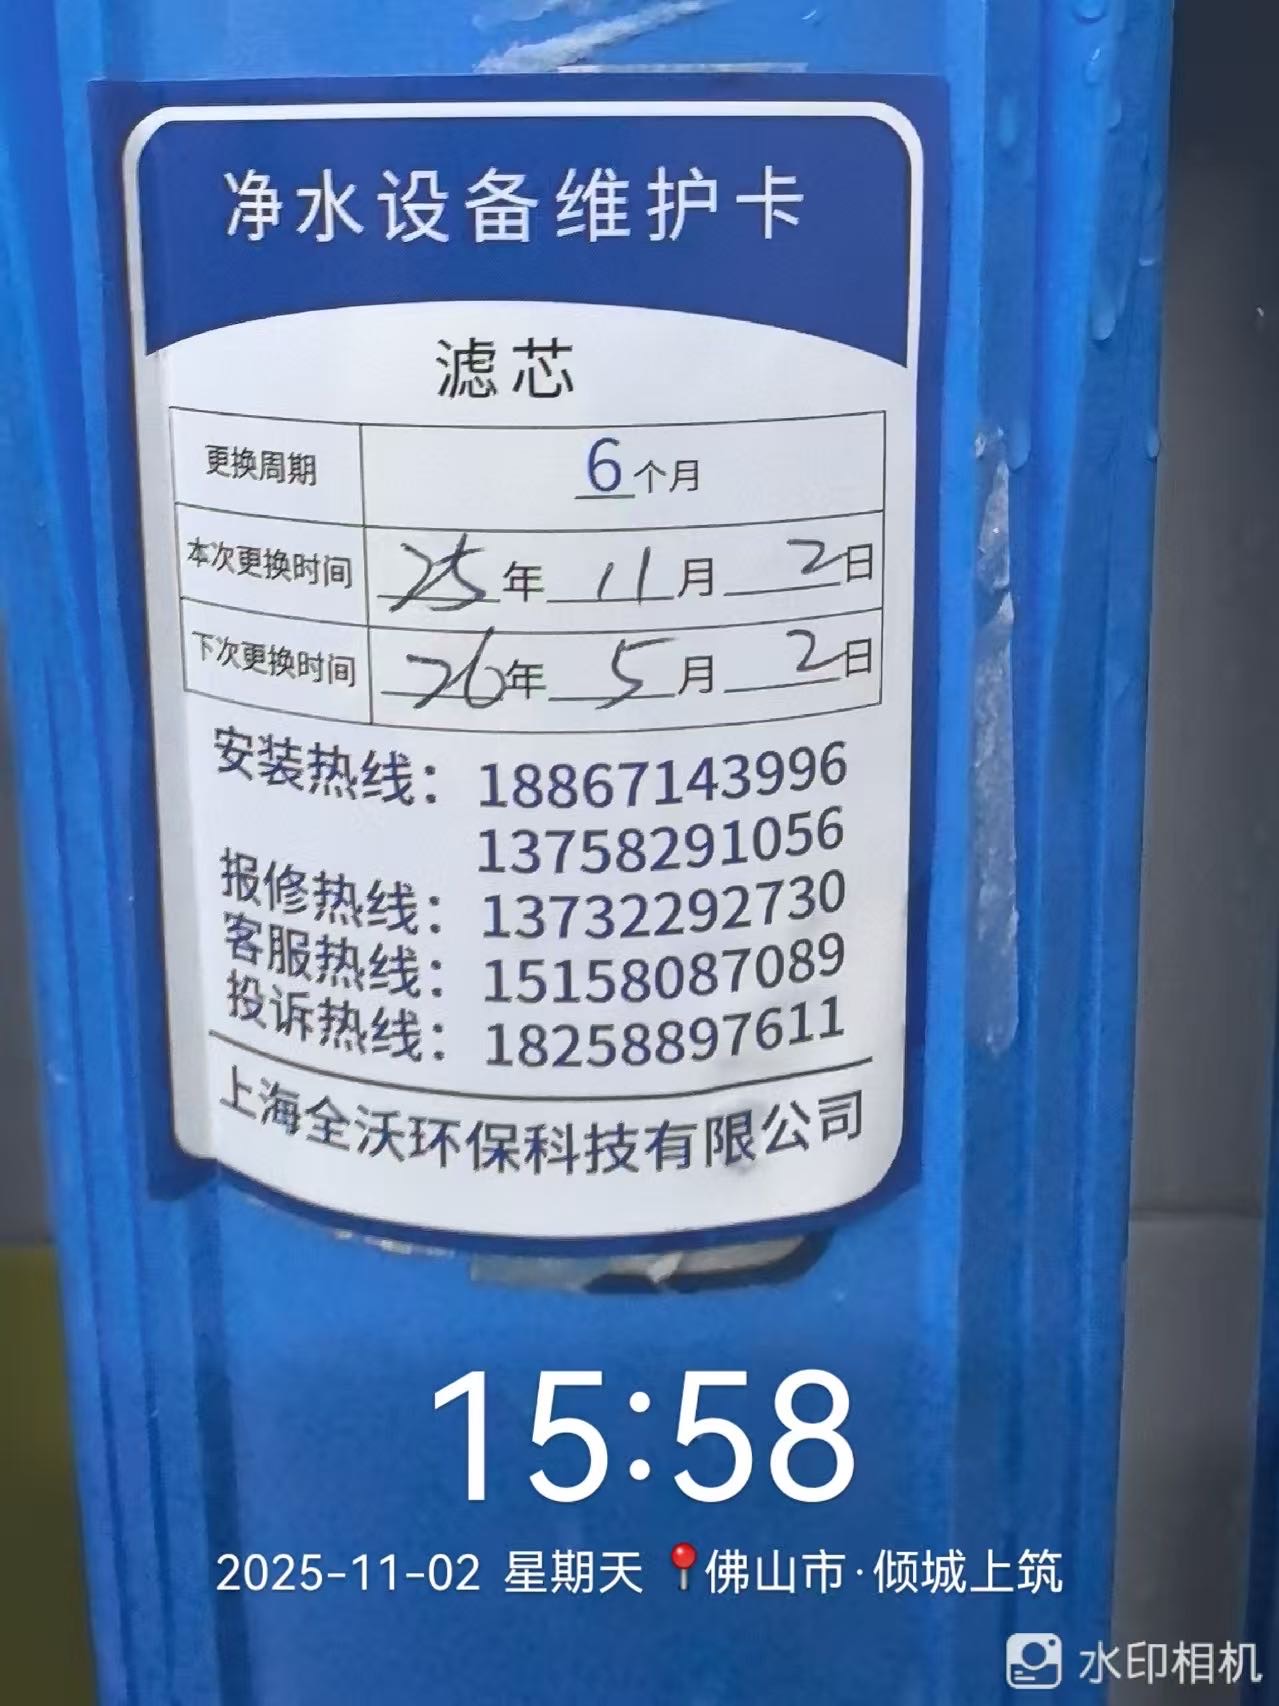 净水设备维护卡
滤芯
更换周期 6个月
本次更换时间 25年 11月 2日
下次更换时间 26年 5月 2日
安装热线：18867143996
13758291056
报修热线：13732292730
客服热线：15158087089
投诉热线：18258897611
上海全沃环保科技有限公司
15:58
2025-11-02 星期天 佛山市·倾城上筑
水印相机